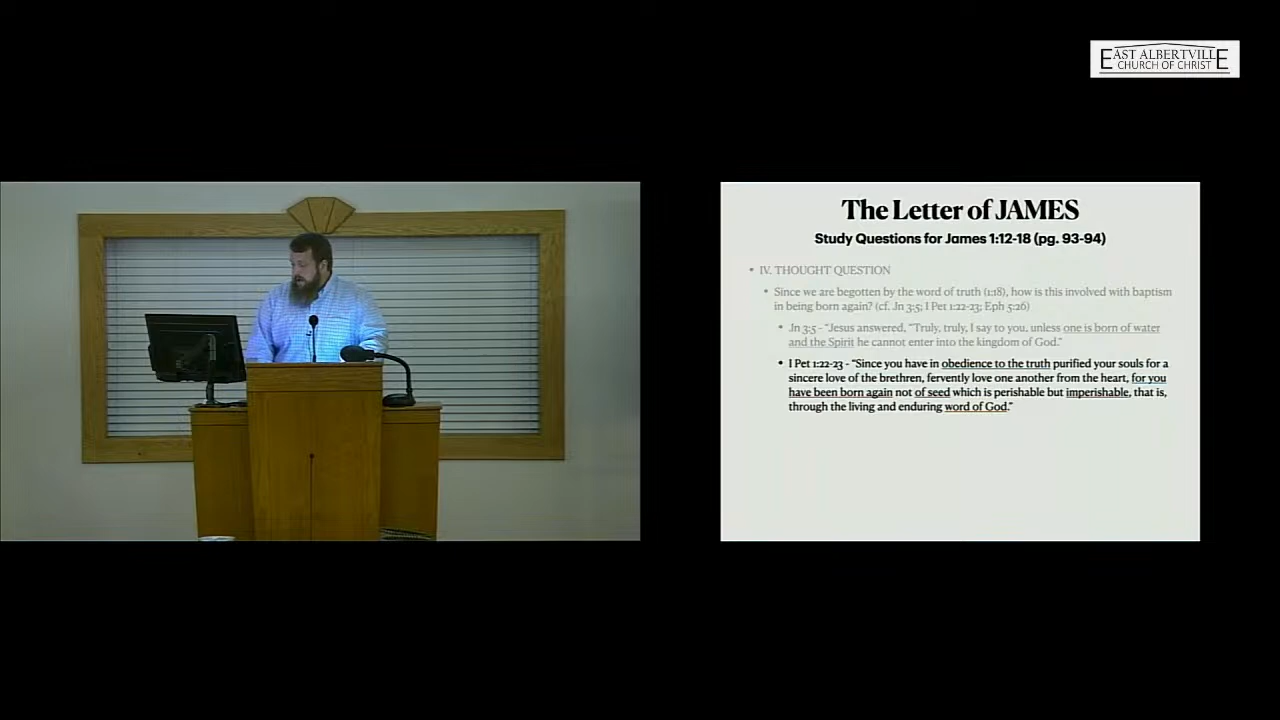 EAST ALBERTVILLE
CHURCH OF CHRIST
The Letter of JAMES
Study Questions for James 1:12-18 (pg. 93-94)
• IV. THOUGHT QUESTION
• Since we are begotten by the word of truth (1:18), how is this involved with baptism
in being born again? (cf. Jn 3:5; I Pet 1:22-23; Eph 5:26)
• Jn 3:5 - “Jesus answered, “Truly, truly, I say to you, unless one is born of water
and the Spirit he cannot enter into the kingdom of God.”
• I Pet 1:22-23 - “Since you have in obedience to the truth purified your souls for a
sincere love of the brethren, fervently love one another from the heart, for you
have been born again not of seed which is perishable but imperishable, that is,
through the living and enduring word of God.”